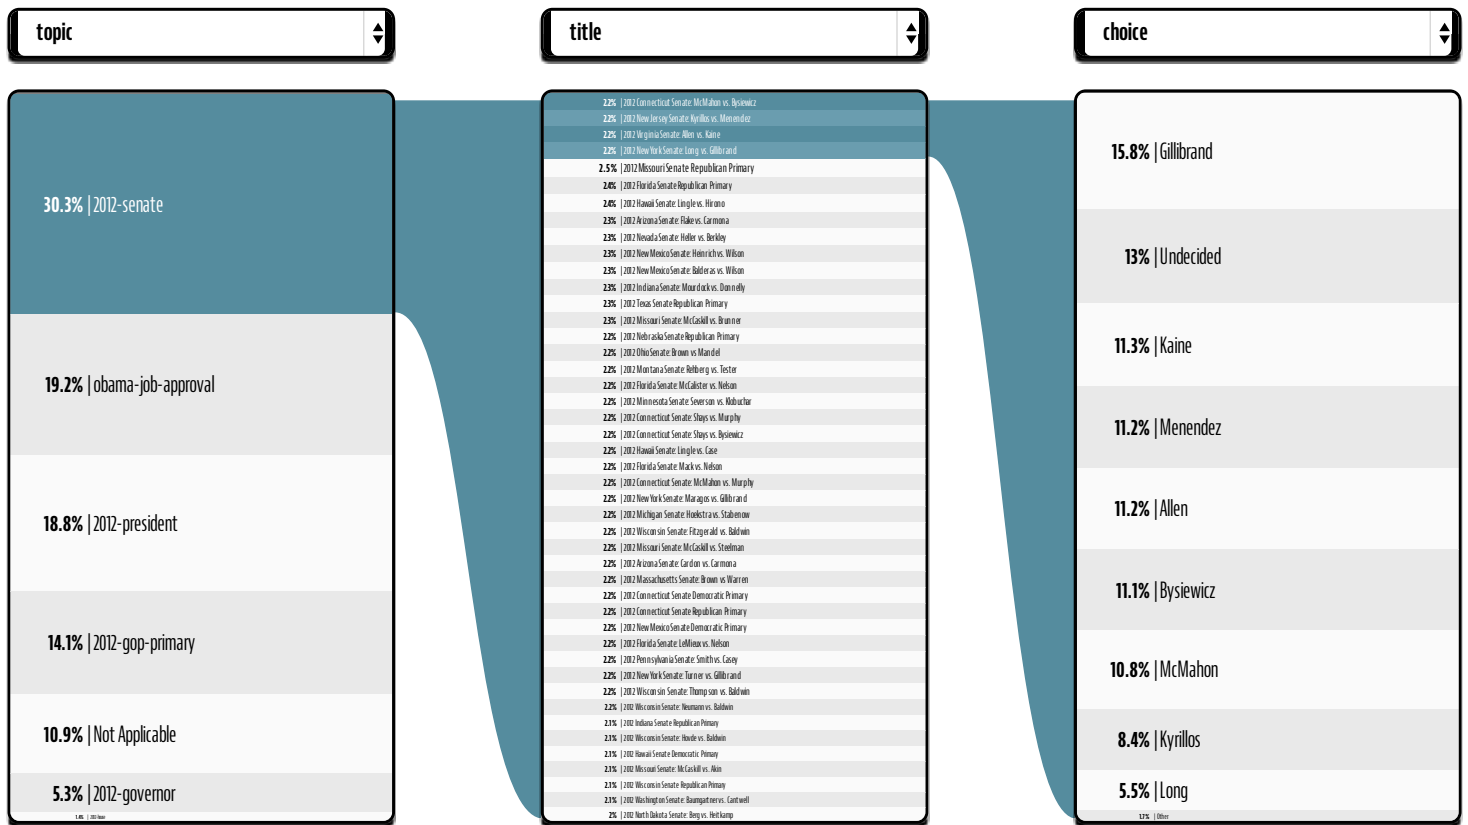 topic
title
choice
30.3% | 2012-senate
19.2% | obama-job-approval
18.8% | 2012-president
14.1% | 2012-gop-primary
10.9% | Not Applicable
5.3% | 2012-governor
2.2% | 2012 Connecticut Senate: McMahon vs. Bysiewicz
2.2% | 2012 New Jersey Senate: Kyrillos vs. Menendez
2.2% | 2012 Virginia Senate: Allen vs. Kaine
2.2% | 2012 New York Senate: Long vs. Gillibrand
2.5% | 2012 Missouri Senate Republican Primary
2.4% | 2012 Florida Senate Republican Primary
2.4% | 2012 Hawaii Senate: Lingle vs. Hirono
2.3% | 2012 Arizona Senate: Flake vs. Carmona
2.3% | 2012 Nevada Senate: Heller vs. Berkley
2.3% | 2012 New Mexico Senate: Heinrich vs. Wilson
2.3% | 2012 New Mexico Senate: Balderas vs. Wilson
2.3% | 2012 Indiana Senate: Mourdock vs. Donnelly
2.3% | 2012 Texas Senate Republican Primary
2.3% | 2012 Missouri Senate: McCaskill vs. Brunner
2.2% | 2012 Nebraska Senate Republican Primary
2.2% | 2012 Ohio Senate: Brown vs Mandel
2.2% | 2012 Montana Senate: Rehberg vs. Tester
2.2% | 2012 Florida Senate: McCalister vs. Nelson
2.2% | 2012 Minnesota Senate: Severson vs. Klobuchar
2.2% | 2012 Connecticut Senate: Shays vs. Murphy
2.2% | 2012 Connecticut Senate: Shays vs. Bysiewicz
2.2% | 2012 Hawaii Senate: Lingle vs. Case
2.2% | 2012 Florida Senate: Mack vs. Nelson
2.2% | 2012 Connecticut Senate: McMahon vs. Murphy
2.2% | 2012 New York Senate: Maragos vs. Gillibrand
2.2% | 2012 Michigan Senate: Hoekstra vs. Stabenow
2.2% | 2012 Wisconsin Senate: Fitzgerald vs. Baldwin
2.2% | 2012 Missouri Senate: McCaskill vs. Steelman
2.2% | 2012 Arizona Senate: Cardon vs. Carmona
2.2% | 2012 Massachusetts Senate: Brown vs Warren
2.2% | 2012 Connecticut Senate Democratic Primary
2.2% | 2012 Connecticut Senate Republican Primary
2.2% | 2012 New Mexico Senate Democratic Primary
2.2% | 2012 Florida Senate: LeMieux vs. Nelson
2.2% | 2012 Pennsylvania Senate: Smith vs. Casey
2.2% | 2012 New York Senate: Turner vs. Gillibrand
2.2% | 2012 Wisconsin Senate: Thompson vs. Baldwin
2.2% | 2012 Wisconsin Senate: Neumann vs. Baldwin
2.1% | 2012 Indiana Senate Republican Primary
2.1% | 2012 Wisconsin Senate: Hovde vs. Baldwin
2.1% | 2012 Hawaii Senate Democratic Primary
2.1% | 2012 Missouri Senate: McCaskill vs. Akin
2.1% | 2012 Wisconsin Senate Republican Primary
2.1% | 2012 Washington Senate: Baumgartner vs. Cantwell
2% | 2012 North Dakota Senate: Berg vs. Heitkamp
15.8% | Gillibrand
13% | Undecided
11.3% | Kaine
11.2% | Menendez
11.2% | Allen
11.1% | Bysiewicz
10.8% | McMahon
8.4% | Kyrillos
5.5% | Long
1.7% | Other